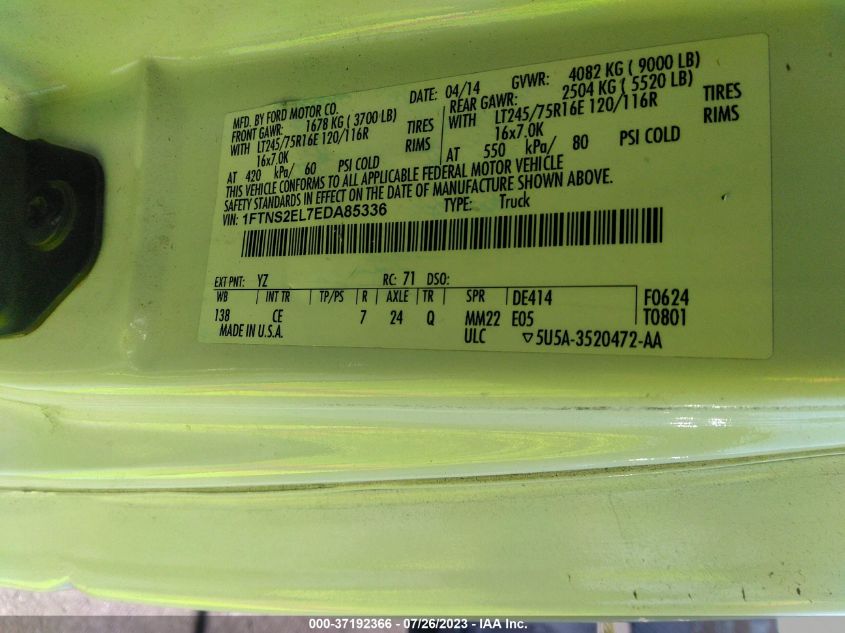 MFD. BY FORD MOTOR CO. DATE: 04/14 GVWR: 4082 KG ( 9000 LB)
FRONT GAWR: 1678 KG ( 3700 LB) REAR GAWR: 2504 KG ( 5520 LB)
WITH LT245/75R16E 120/116R TIRES WITH LT245/75R16E 120/116R TIRES
16x7.0K RIMS 16x7.0K RIMS
AT 420 kPa/ 60 PSI COLD AT 550 kPa/ 80 PSI COLD
THIS VEHICLE CONFORMS TO ALL APPLICABLE FEDERAL MOTOR VEHICLE
SAFETY STANDARDS IN EFFECT ON THE DATE OF MANUFACTURE SHOWN ABOVE.
VIN: 1FTNS2EL7EDA85336 TYPE: Truck
EXT PNT: YZ RC: 71 DSO:
WB INT TR TP/PS R AXLE TR SPR DE414 F0624
138 CE 7 24 Q MM22 E05 T0801
MADE IN U.S.A. ULC ▽5U5A-3520472-AA
000-37192366 - 07/26/2023 - IAA Inc.